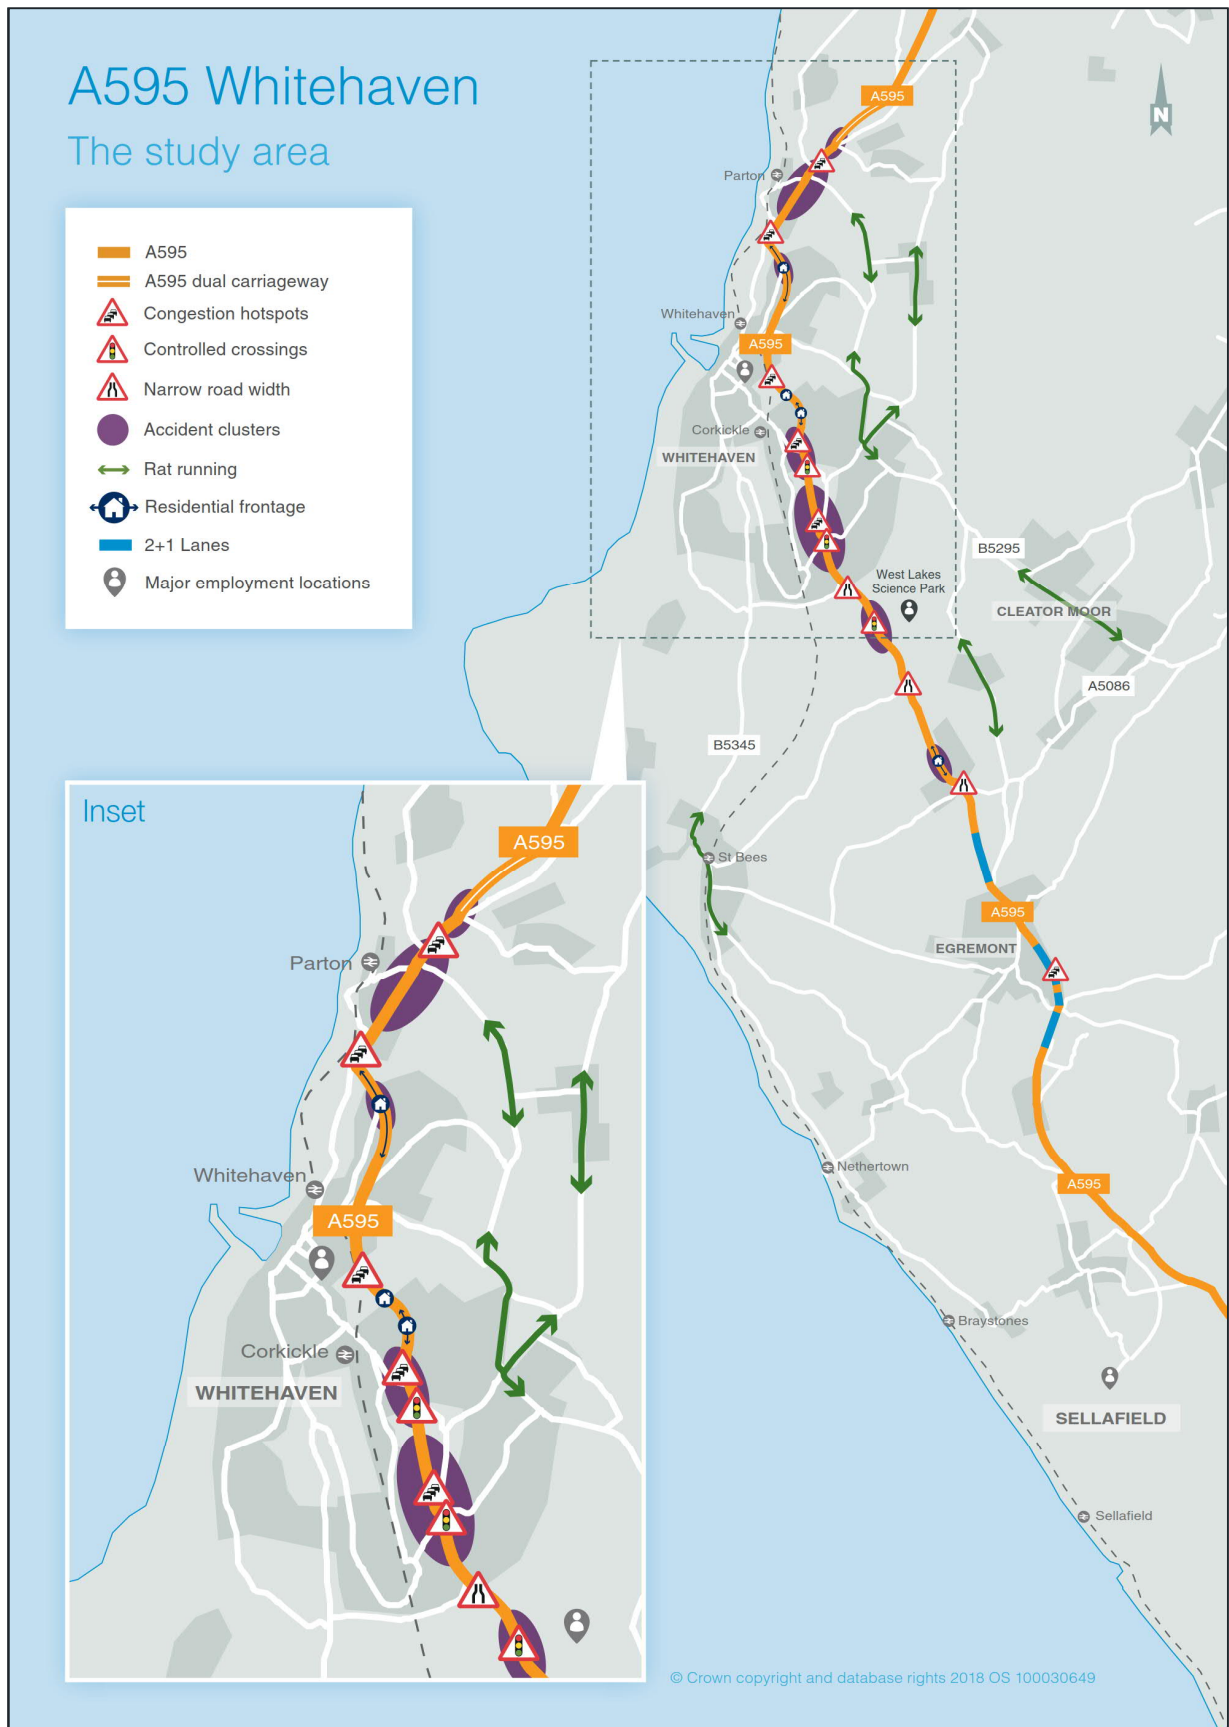 A595 Whitehaven
The study area
A595
A595 dual carriageway
Congestion hotspots
Controlled crossings
Narrow road width
Accident clusters
Rat running
Residential frontage
2+1 Lanes
Major employment locations
N
A595
Parton
Whitehaven
A595
Corkickle
WHITEHAVEN
B5295
West Lakes
Science Park
CLEATOR MOOR
A5086
B5345
St Bees
A595
EGREMONT
Nethertown
A595
Braystones
SELLAFIELD
Sellafield
Inset
A595
Parton
Whitehaven
A595
Corkickle
WHITEHAVEN
© Crown copyright and database rights 2018 OS 100030649